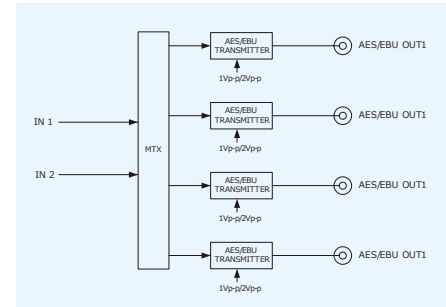 AES/EBU
TRANSMITTER
AES/EBU OUT1
1Vp-p/2Vp-p
AES/EBU
TRANSMITTER
AES/EBU OUT1
1Vp-p/2Vp-p
IN 1
MTX
IN 2
AES/EBU
TRANSMITTER
AES/EBU OUT1
1Vp-p/2Vp-p
AES/EBU
TRANSMITTER
AES/EBU OUT1
1Vp-p/2Vp-p